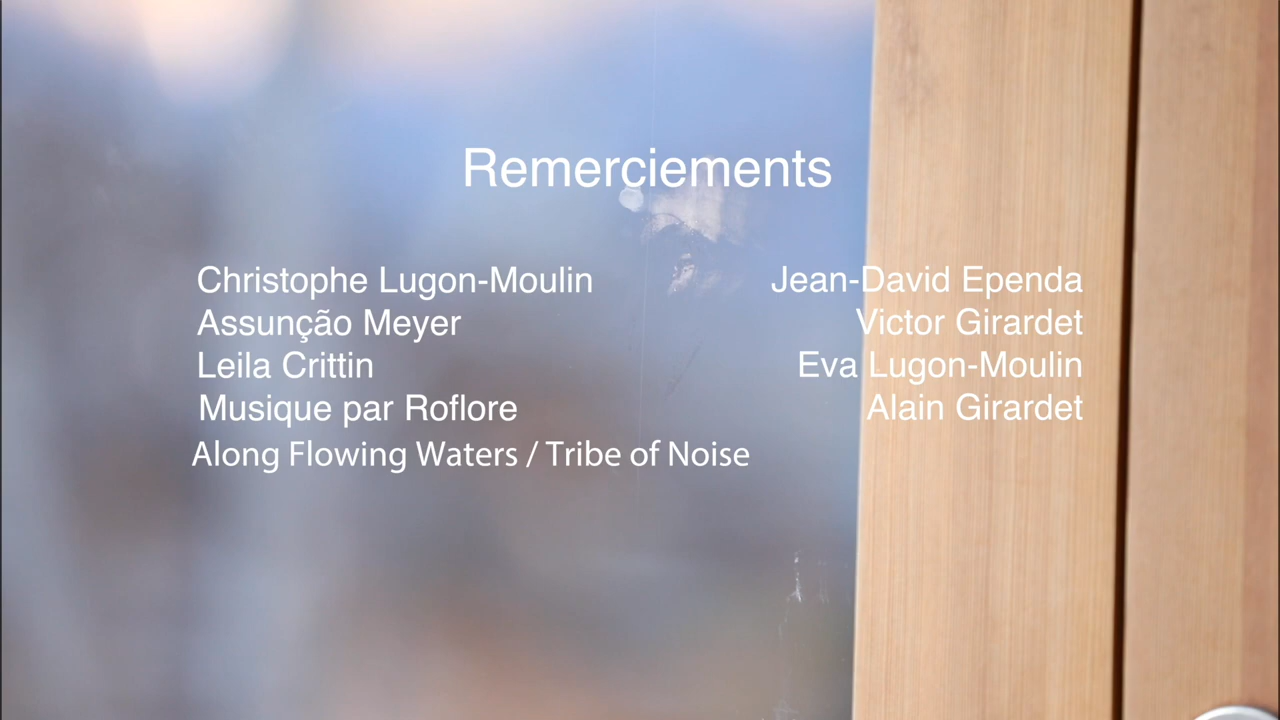 Remerciements
Christophe Lugon-Moulin
Assunção Meyer
Leila Crittin
Musique par Roflore
Along Flowing Waters / Tribe of Noise
Jean-David Ependa
Victor Girardet
Eva Lugon-Moulin
Alain Girardet